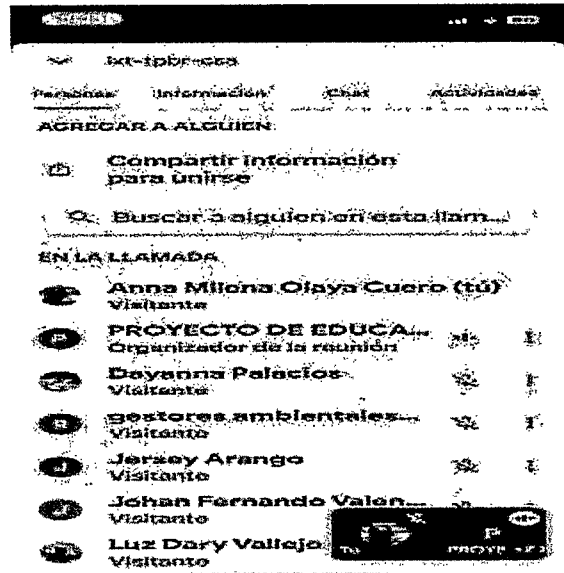 Personas Información Chat Actividades
AGREGAR A ALGUIEN
Compartir información
para unirse
Buscar a alguien en esta llam...
EN LA LLAMADA
Anna Milena Olaya Cuero (tú)
Visitante
PROYECTO DE EDUCA...
Organizador de la reunión
Dayanna Palacios
Visitante
gestores ambientales...
Visitante
Jersey Arango
Visitante
Johan Fernando Valen...
Visitante
Luz Dary Vallejo
Visitante
Tú